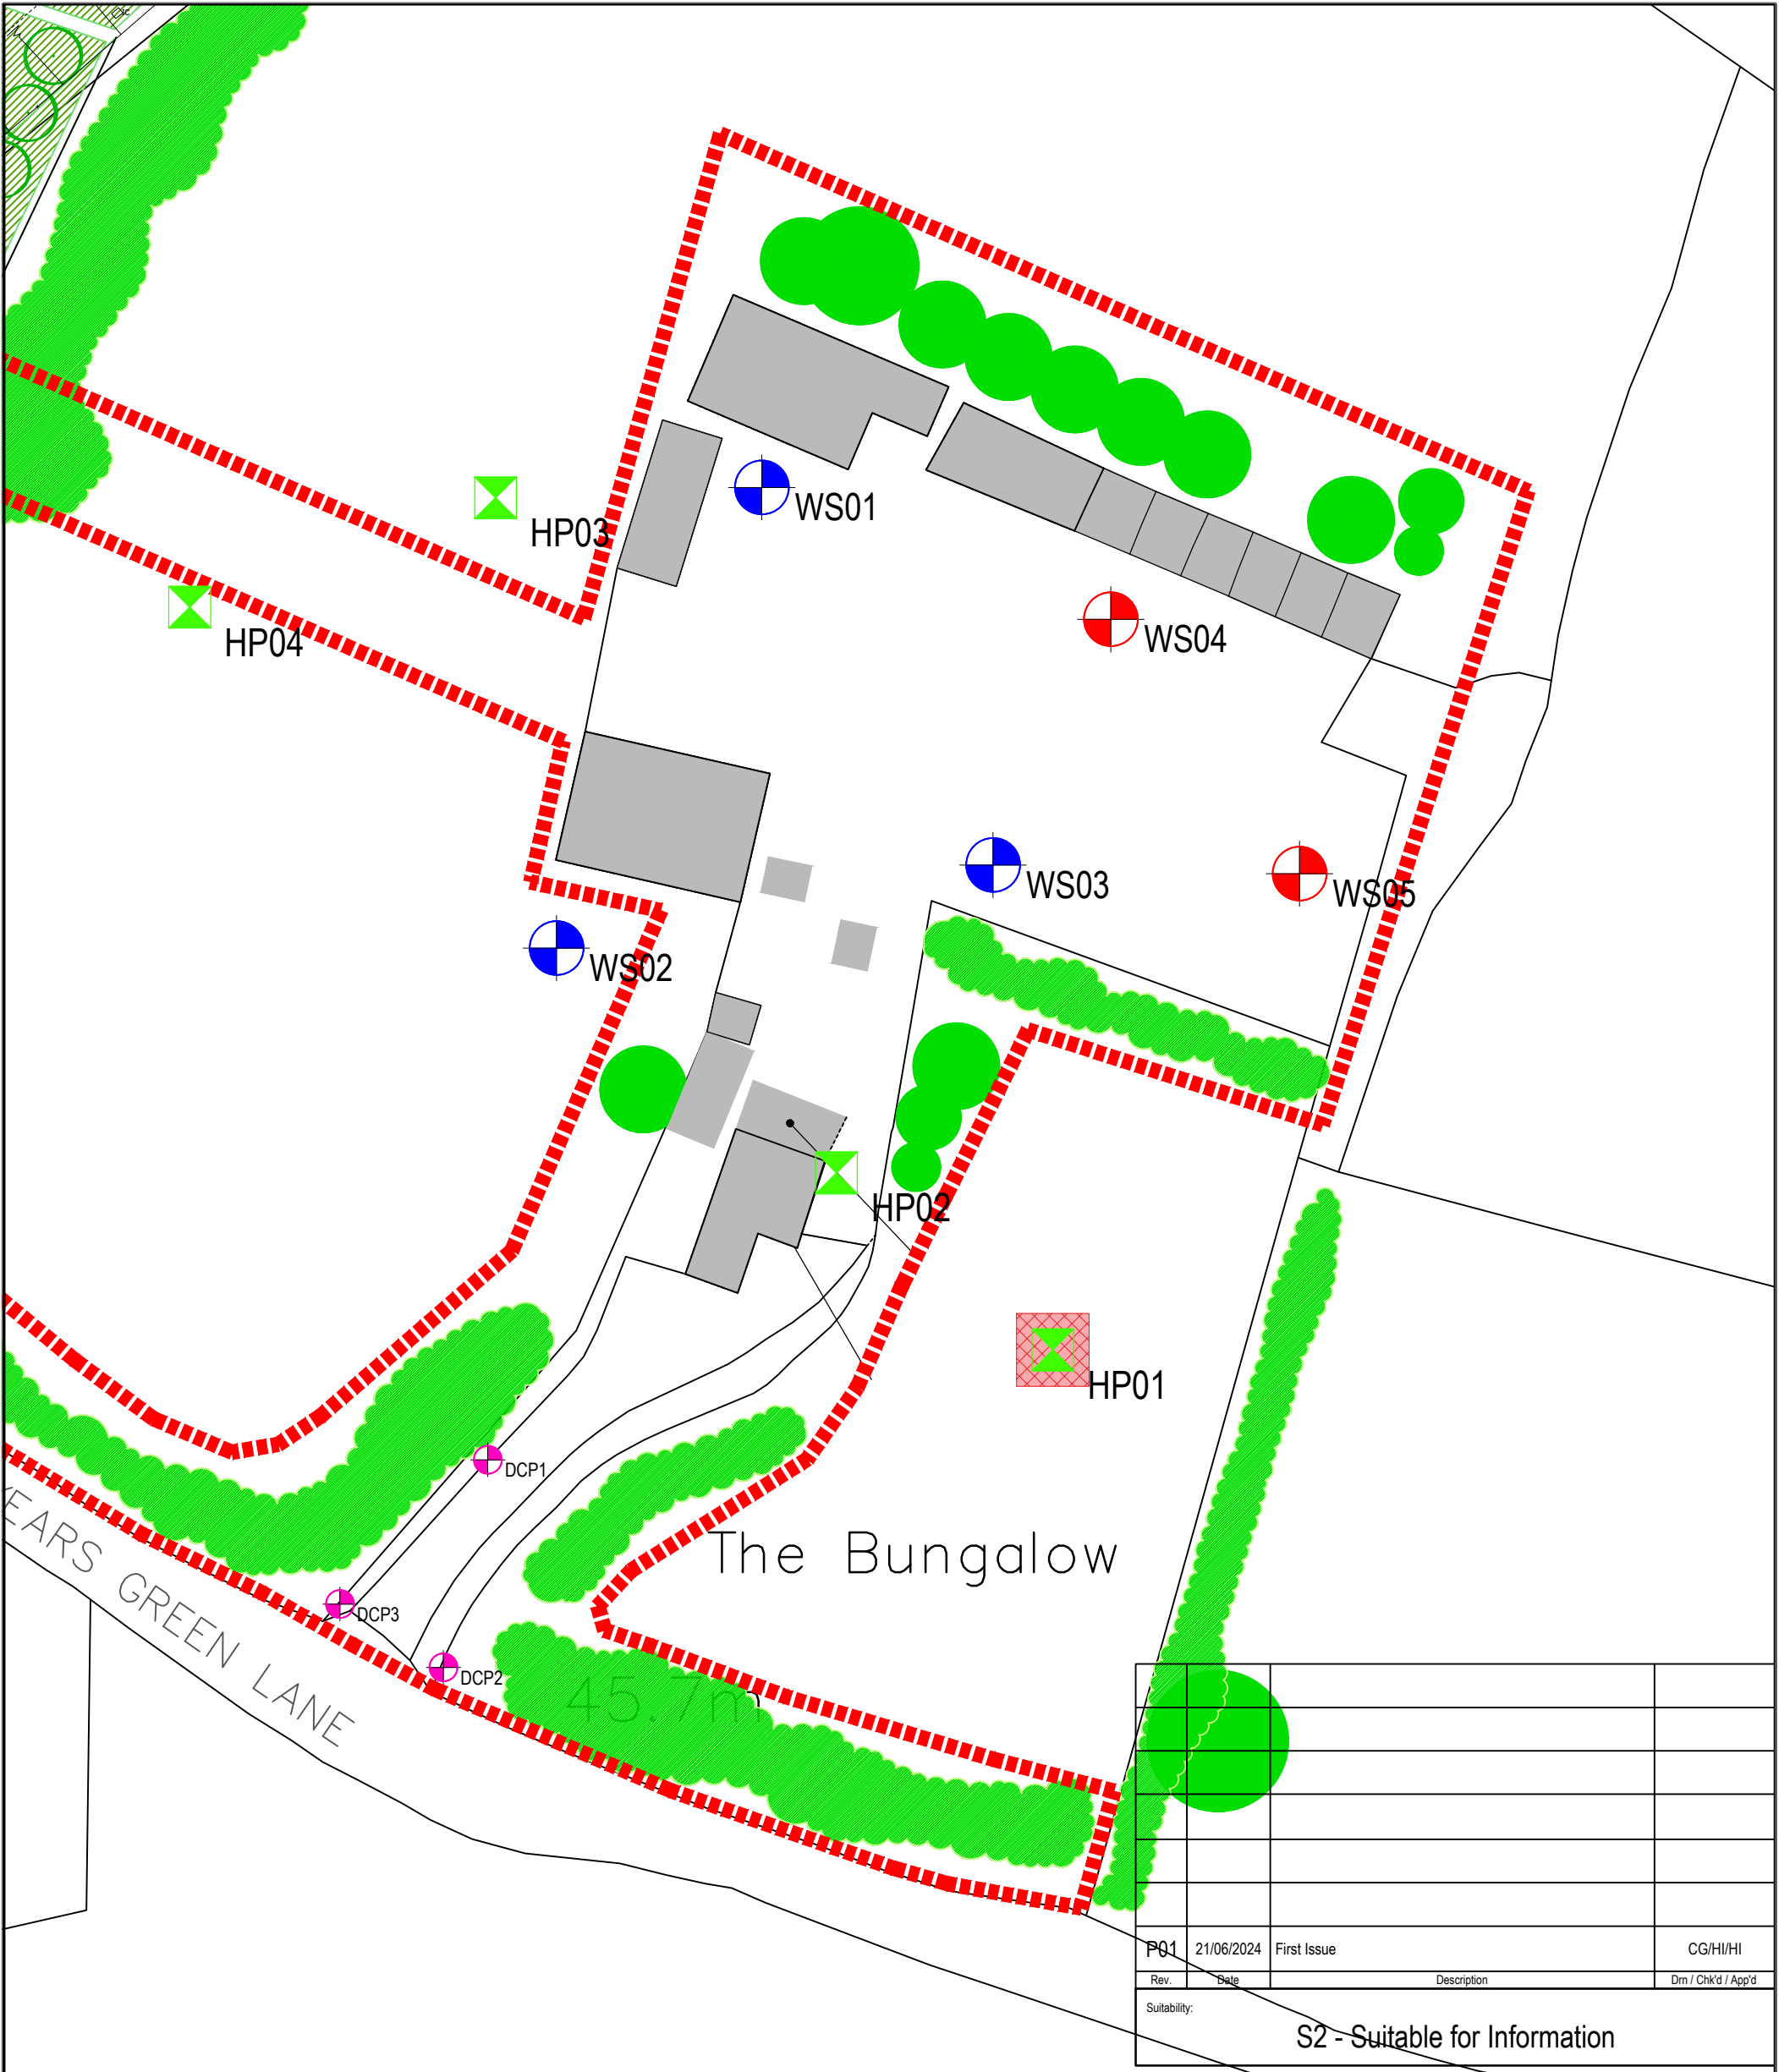 WS01
HP03
WS04
HP04
WS03
WS05
WS02
HP02
HP01
DCP1
The Bungalow
DCP3
DCP2
45.7m
EARS GREEN LANE
P01 21/06/2024 First Issue CG/HI/HI
Rev. Date Description Drn / Chk'd / App'd
Suitability:
S2 - Suitable for Information